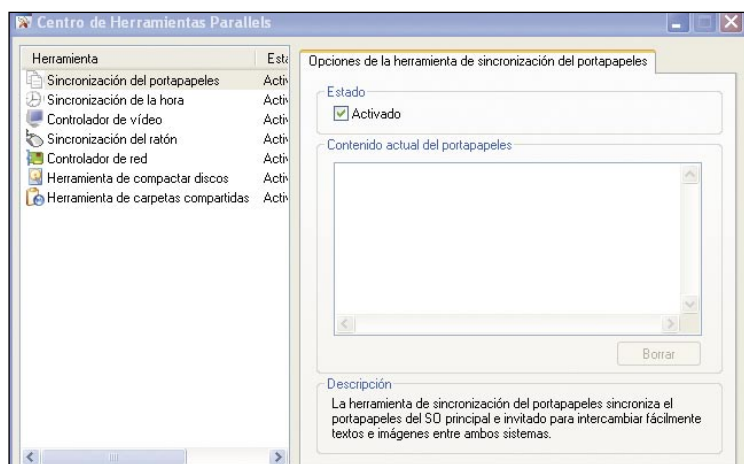 Centro de Herramientas Parallels
Herramienta
Sincronización del portapapeles
Sincronización de la hora
Controlador de vídeo
Sincronización del ratón
Controlador de red
Herramienta de compactar discos
Herramienta de carpetas compartidas
Opciones de la herramienta de sincronización del portapapeles
Estado
Activado
Contenido actual del portapapeles
Borrar
Descripción
La herramienta de sincronización del portapapeles sincroniza el
portapapeles del SO principal e invitado para intercambiar fácilmente
textos e imágenes entre ambos sistemas.